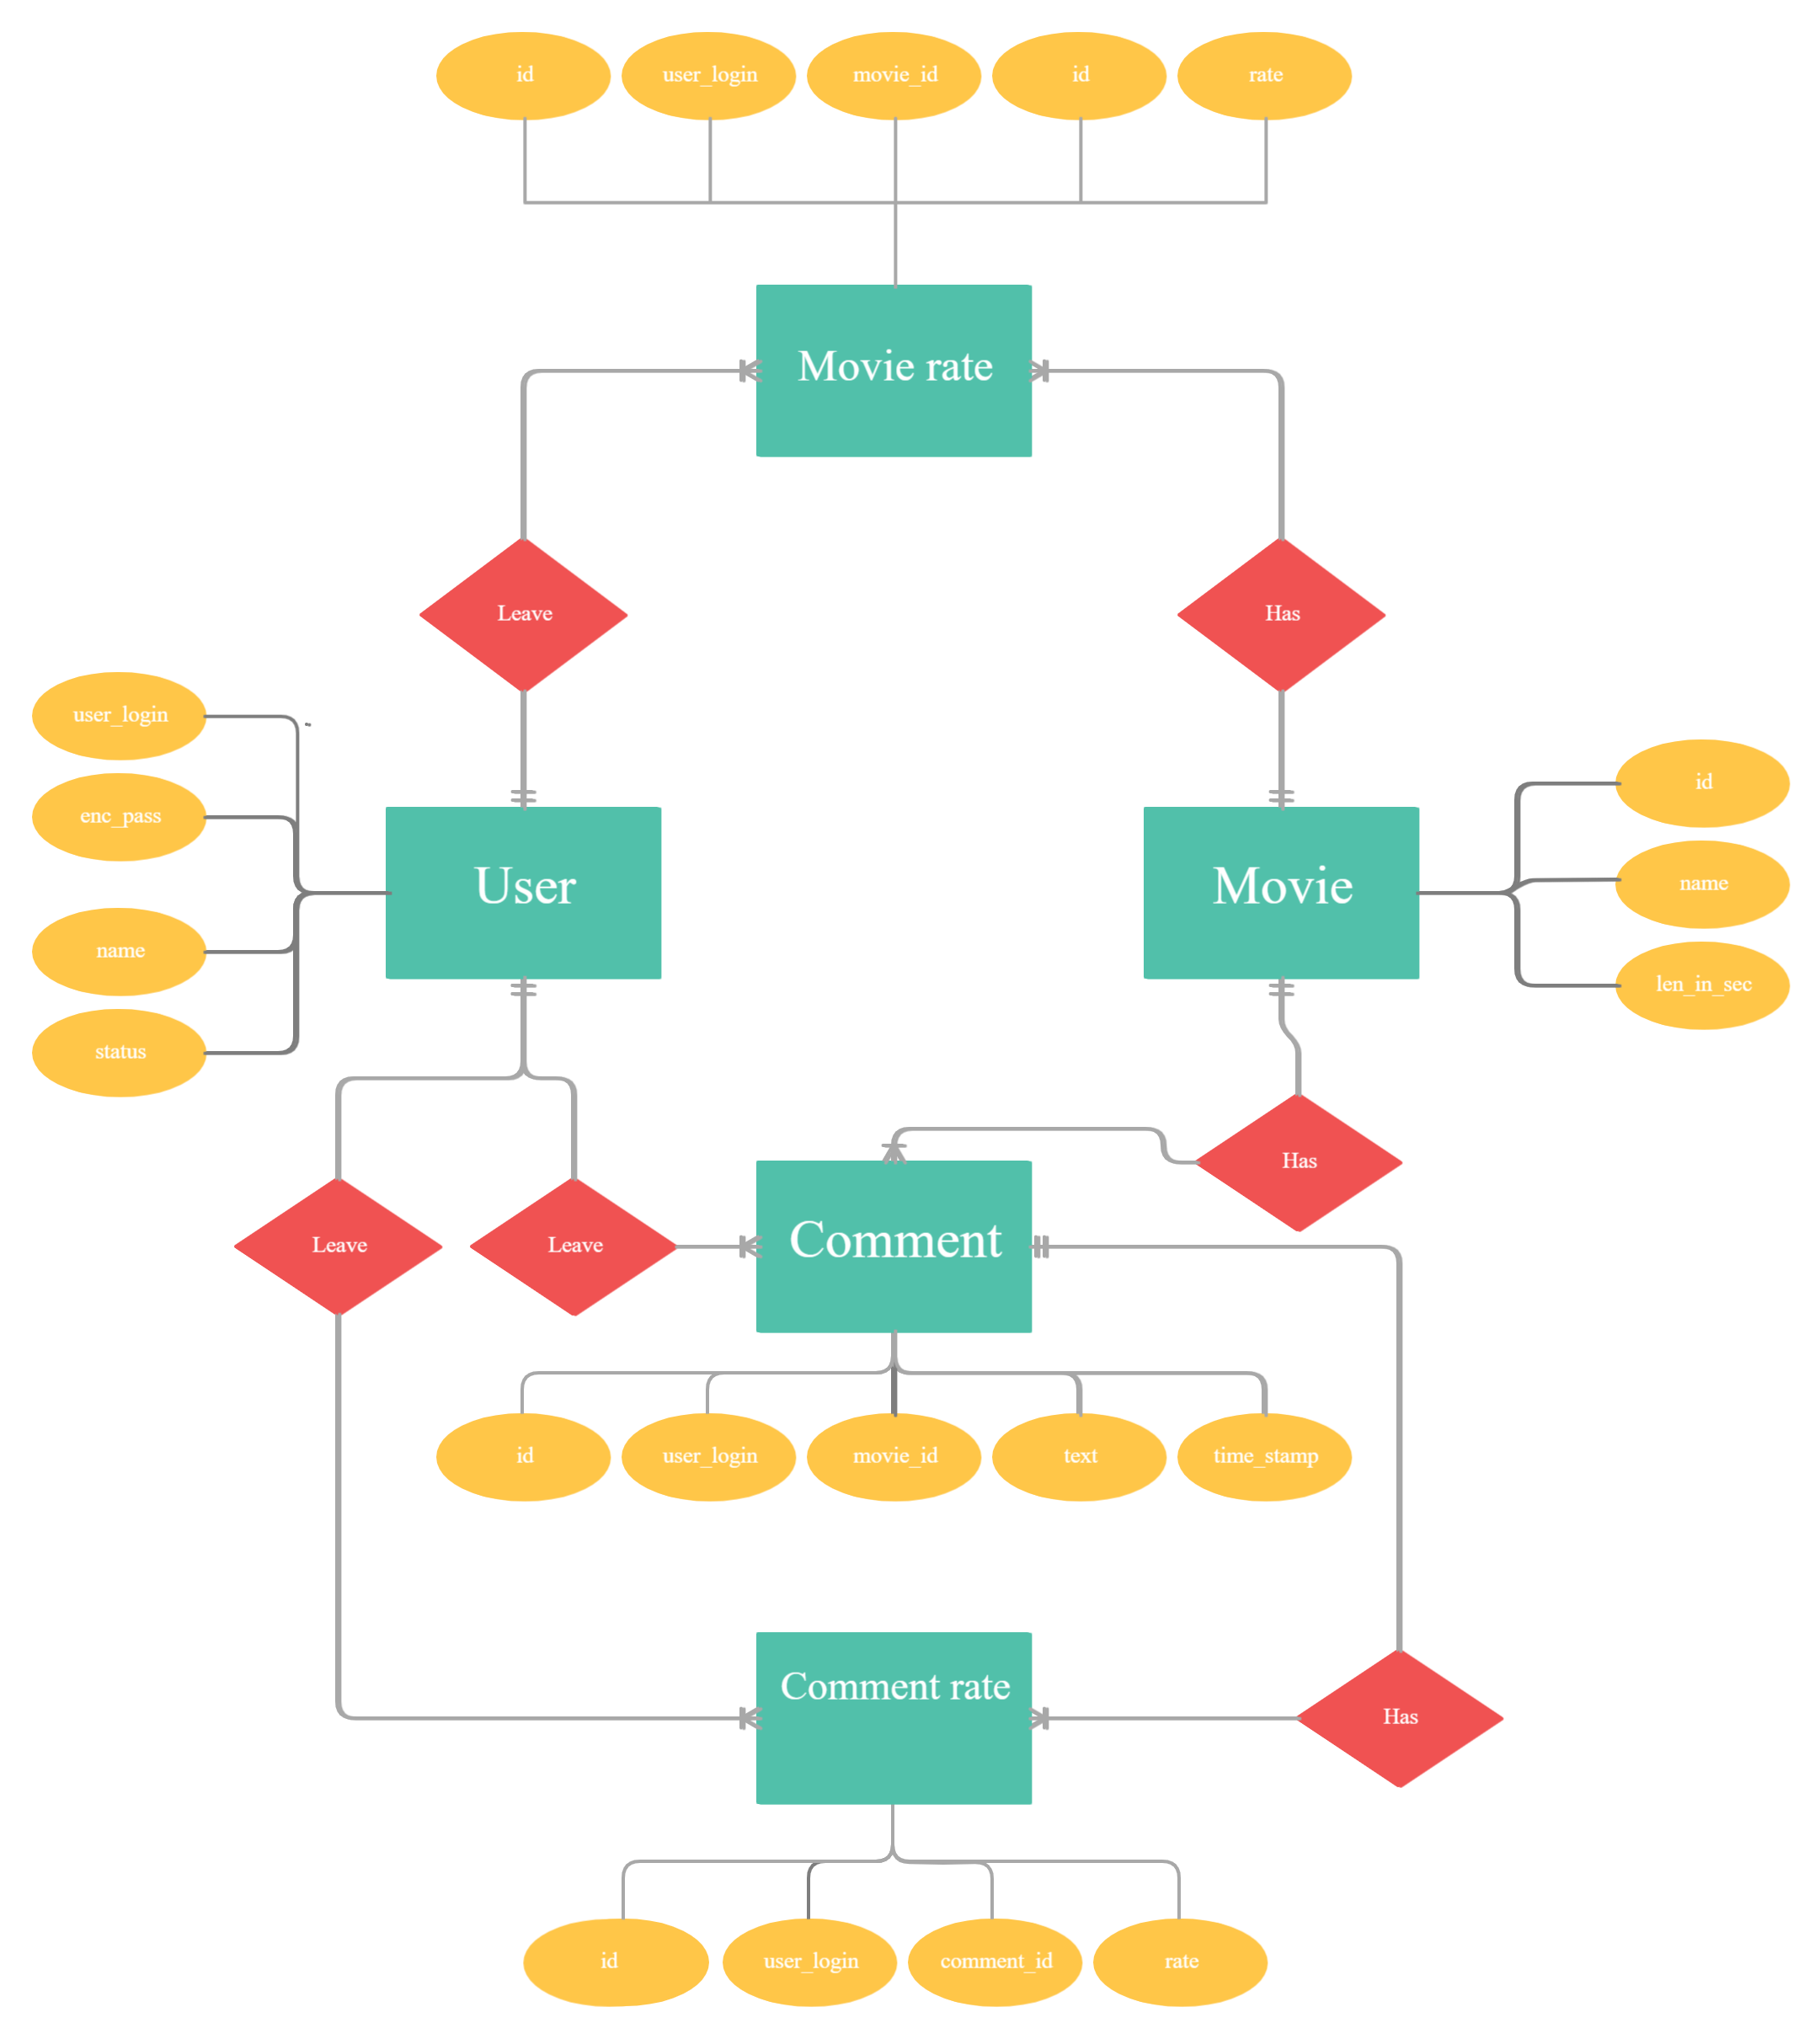 id
user_login
movie_id
id
rate
Movie rate
Leave
Has
user_login
enc_pass
name
status
User
Movie
id
name
len_in_sec
Has
Leave
Leave
Comment
id
user_login
movie_id
text
time_stamp
Comment rate
Has
id
user_login
comment_id
rate